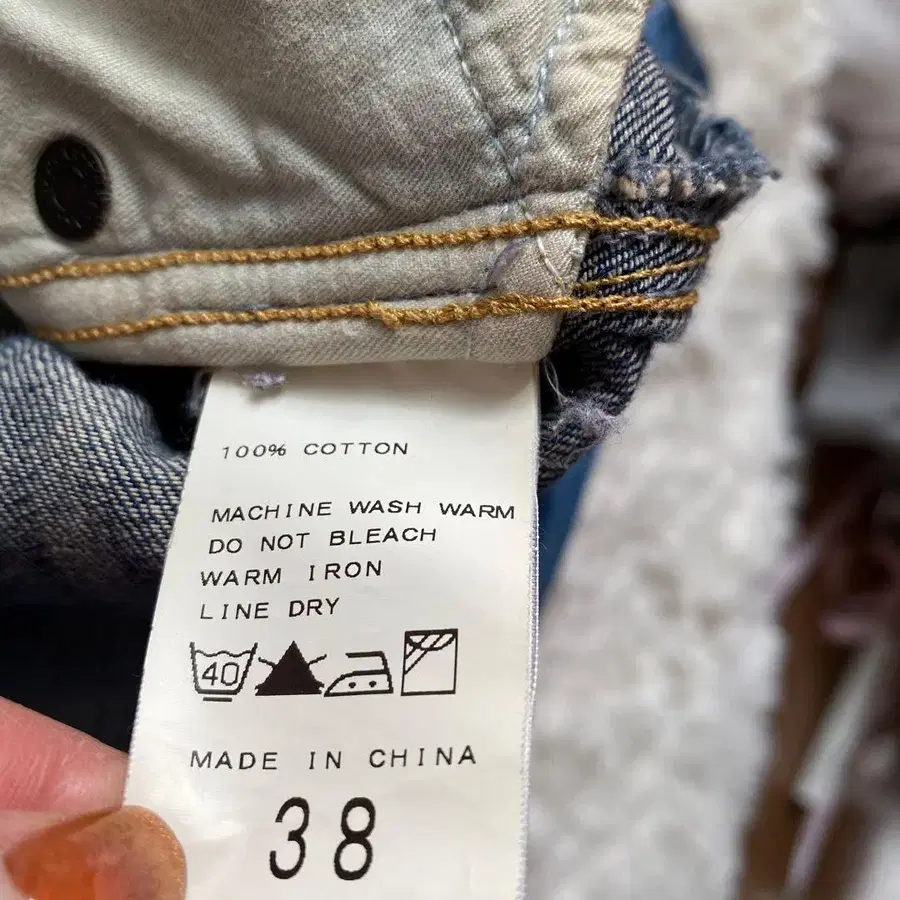 100% COTTON
MACHINE WASH WARM
DO NOT BLEACH
WARM IRON
LINE DRY
40
MADE IN CHINA
38